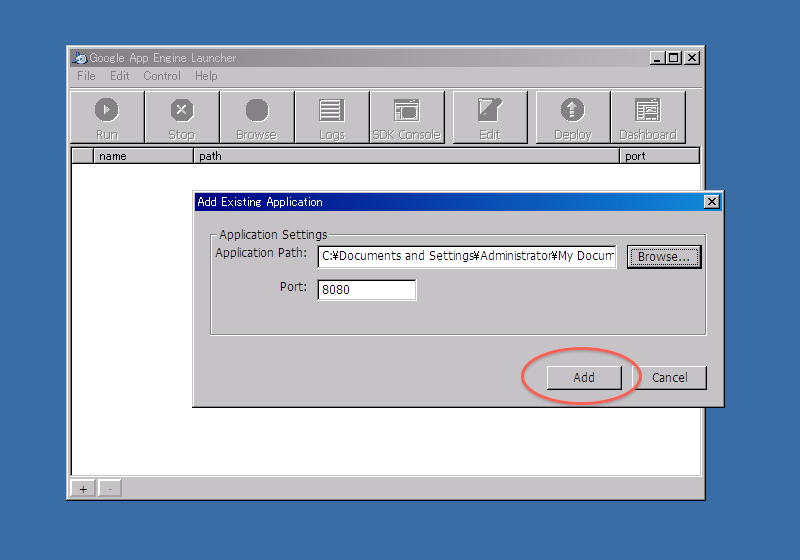 Google App Engine Launcher
File Edit Control Help
Run Stop Browse Logs SDK Console Edit Deploy Dashboard
name path port
Add Existing Application
Application Settings
Application Path: C:¥Documents and Settings¥Administrator¥My Docum Browse...
Port: 8080
Add Cancel
+ -